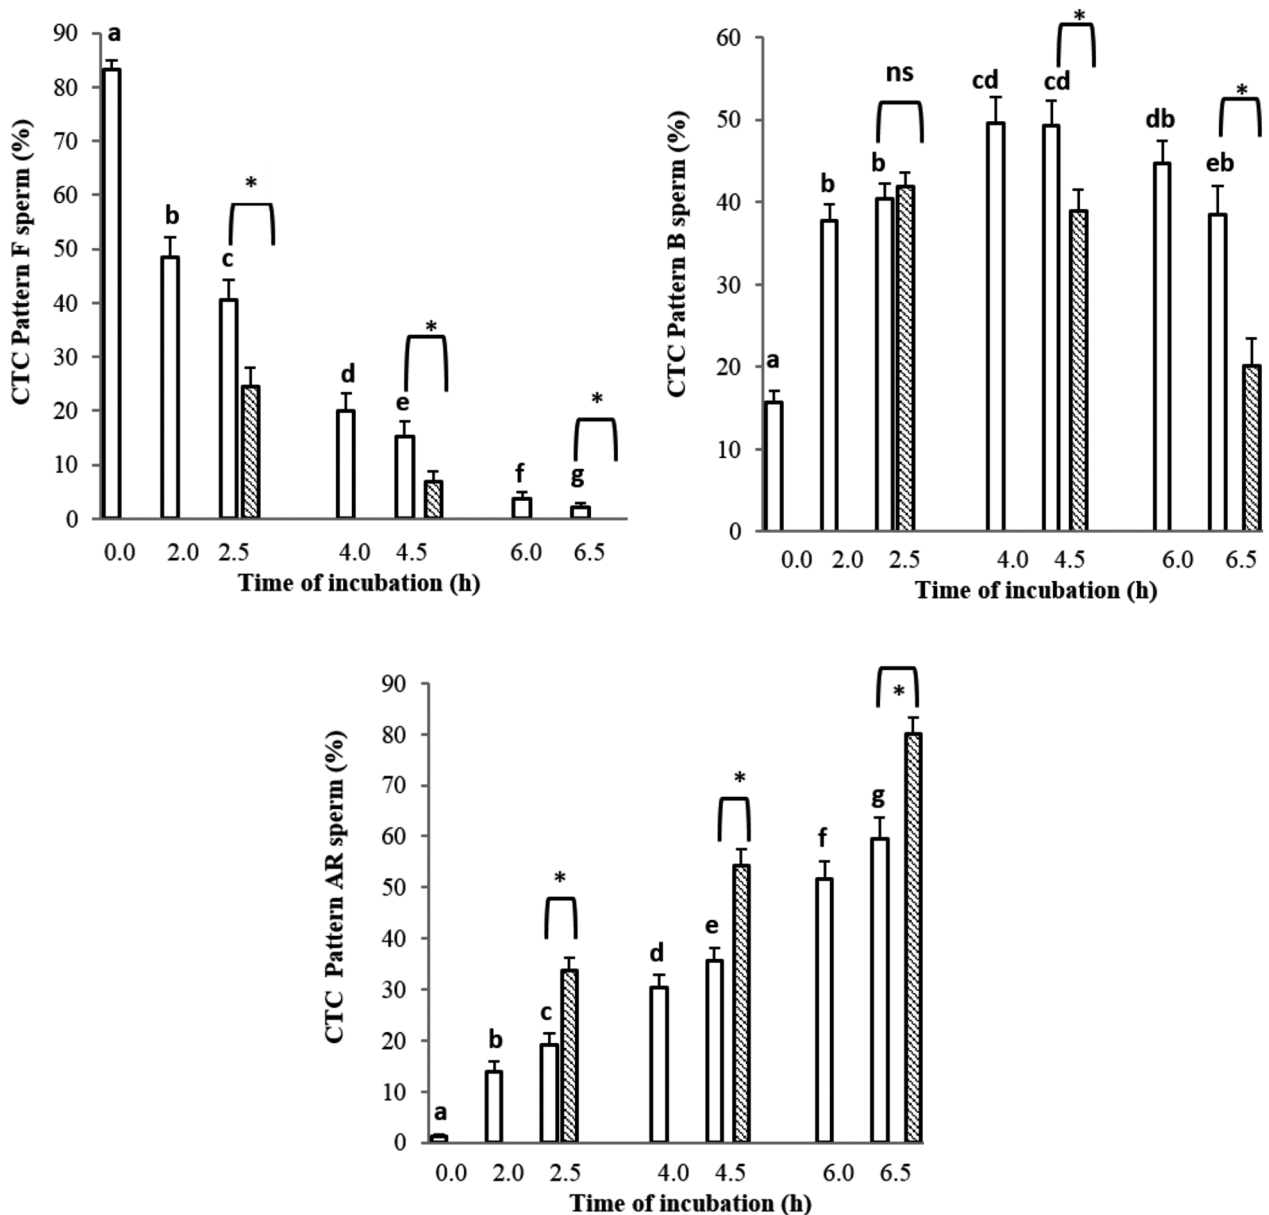 CTC Pattern F sperm (%)
90
80
70
60
50
40
30
20
10
0
a
b
c
*
d
e
*
f
g
*
0.0 2.0 2.5 4.0 4.5 6.0 6.5
Time of incubation (h)
CTC Pattern B sperm (%)
60
50
40
30
20
10
0
a
b
b
ns
cd
cd
*
db
eb
*
0.0 2.0 2.5 4.0 4.5 6.0 6.5
Time of incubation (h)
CTC Pattern AR sperm (%)
90
80
70
60
50
40
30
20
10
0
a
b
c
*
d
e
*
f
g
*
0.0 2.0 2.5 4.0 4.5 6.0 6.5
Time of incubation (h)